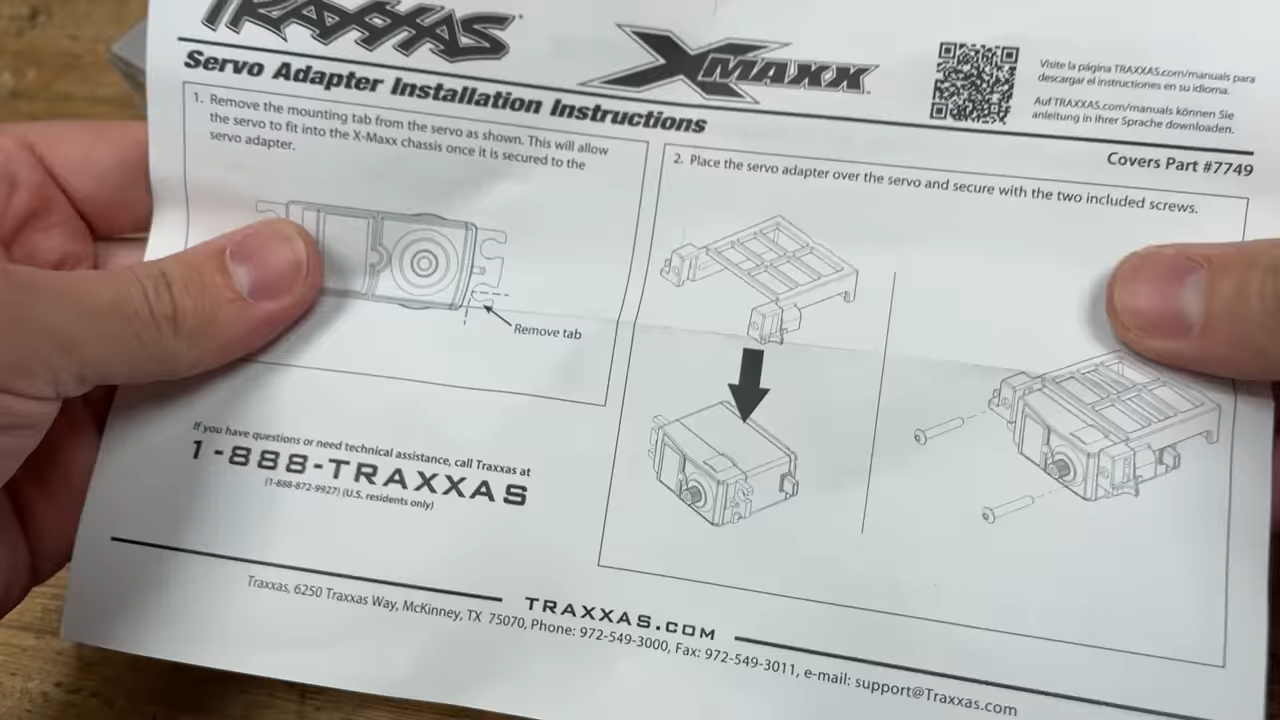 TRAXXAS
X MAXX
Visite la página TRAXXAS.com/manuals para
descargar el instructiones en su idioma.
Auf TRAXXAS.com/manuals können Sie
anleitung in Ihrer Sprache downloaden.
Servo Adapter Installation Instructions
Covers Part #7749
1. Remove the mounting tab from the servo as shown. This will allow
the servo to fit into the X-Maxx chassis once it is secured to the
servo adapter.
Remove tab
2. Place the servo adapter over the servo and secure with the two included screws.
If you have questions or need technical assistance, call Traxxas at
1-888-TRAXXAS
(1-888-872-9927) (U.S. residents only)
TRAXXAS.COM
Traxxas, 6250 Traxxas Way, McKinney, TX 75070, Phone: 972-549-3000, Fax: 972-549-3011, e-mail: support@Traxxas.com